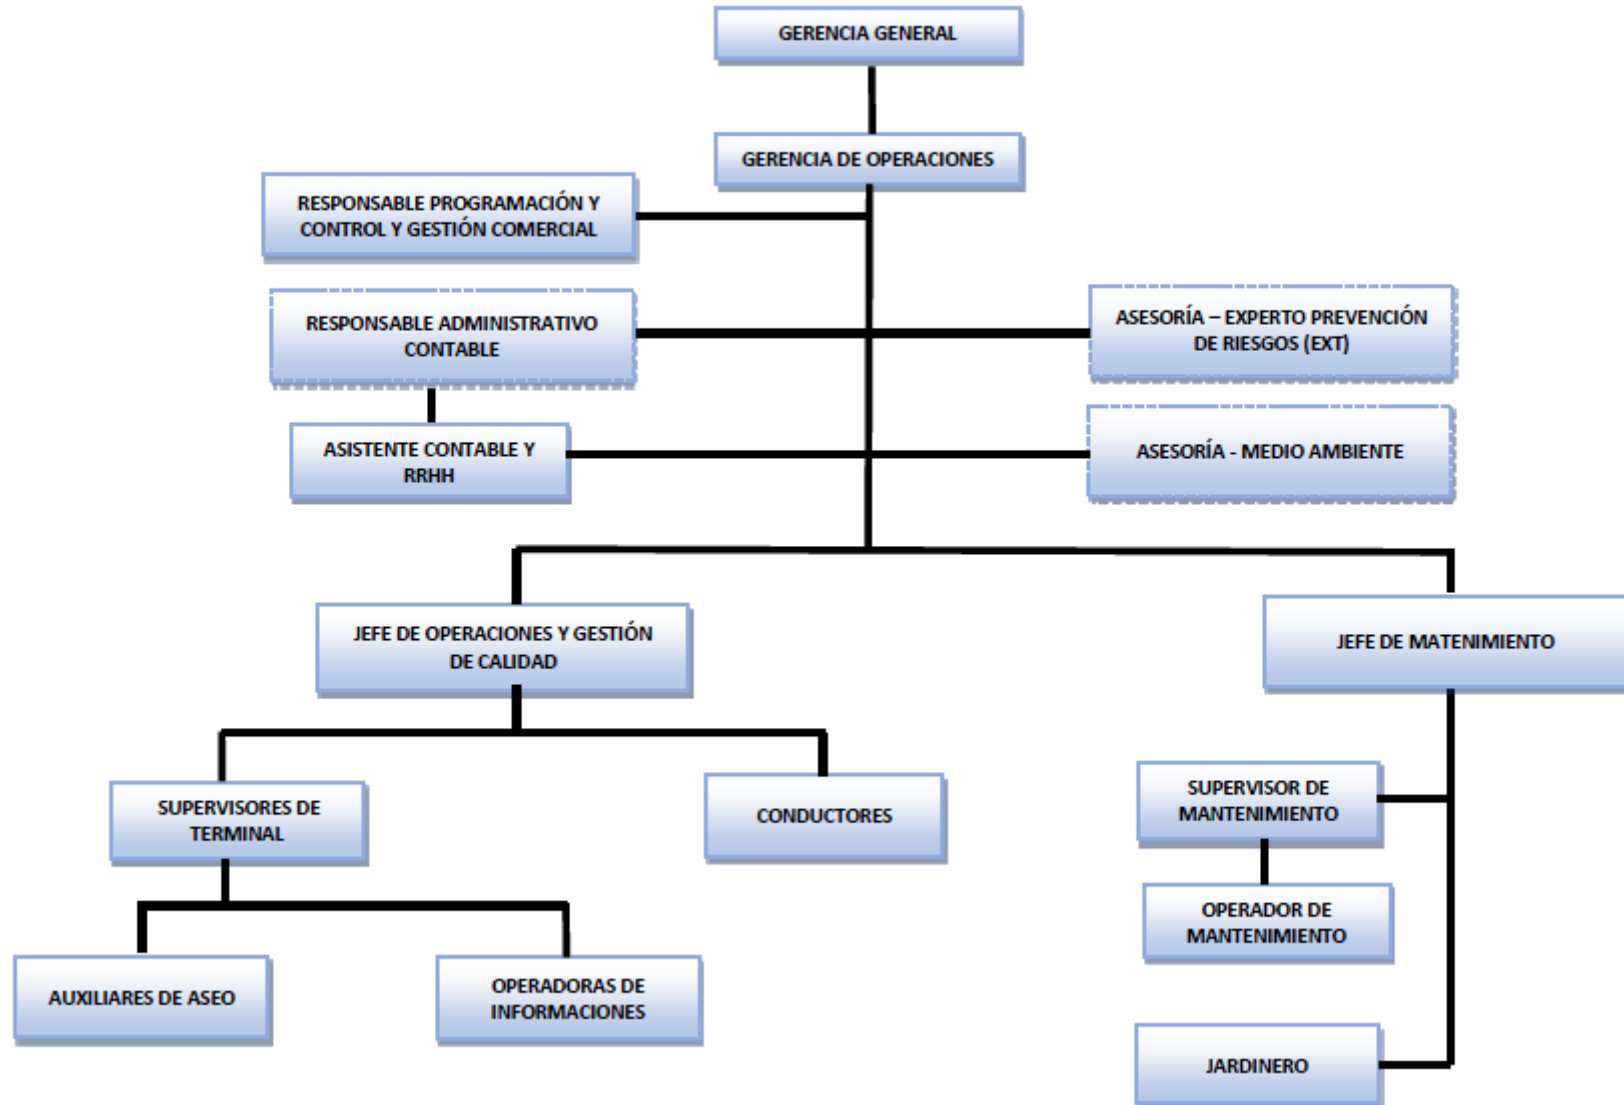 GERENCIA GENERAL
GERENCIA DE OPERACIONES
RESPONSABLE PROGRAMACIÓN Y
CONTROL Y GESTIÓN COMERCIAL
RESPONSABLE ADMINISTRATIVO
CONTABLE
ASESORÍA – EXPERTO PREVENCIÓN
DE RIESGOS (EXT)
ASISTENTE CONTABLE Y
RRHH
ASESORÍA - MEDIO AMBIENTE
JEFE DE OPERACIONES Y GESTIÓN
DE CALIDAD
JEFE DE MATENIMIENTO
SUPERVISORES DE
TERMINAL
CONDUCTORES
SUPERVISOR DE
MANTENIMIENTO
OPERADOR DE
MANTENIMIENTO
AUXILIARES DE ASEO
OPERADORAS DE
INFORMACIONES
JARDINERO